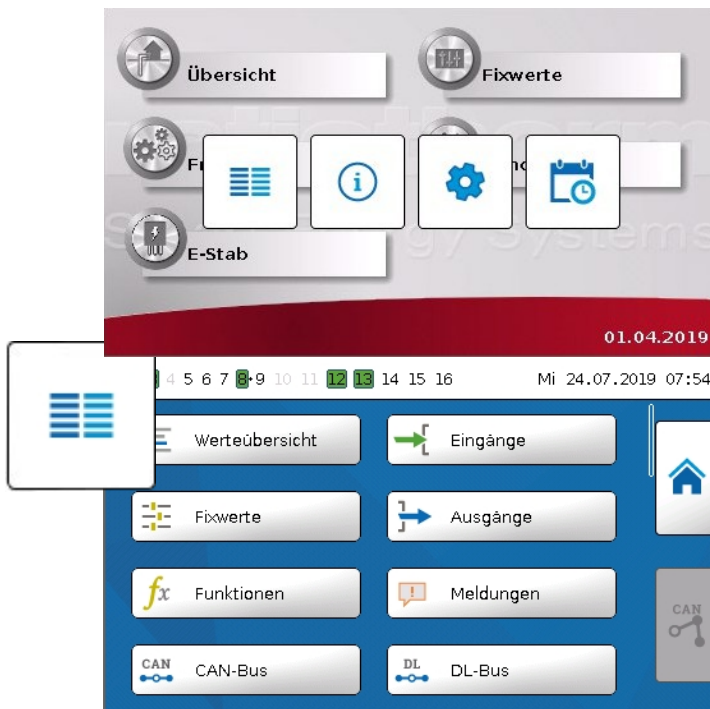 Übersicht
Fixwerte
E-Stab
01.04.2019
4 5 6 7 8 9 10 11 12 13 14 15 16 Mi 24.07.2019 07:54
Werteübersicht
Eingänge
Fixwerte
Ausgänge
fx Funktionen
! Meldungen
CAN
CAN CAN-Bus
DL DL-Bus